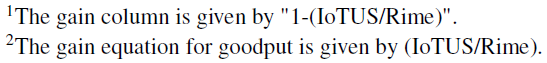 ¹The gain column is given by "1-(IoTUS/Rime)".
²The gain equation for goodput is given by (IoTUS/Rime).